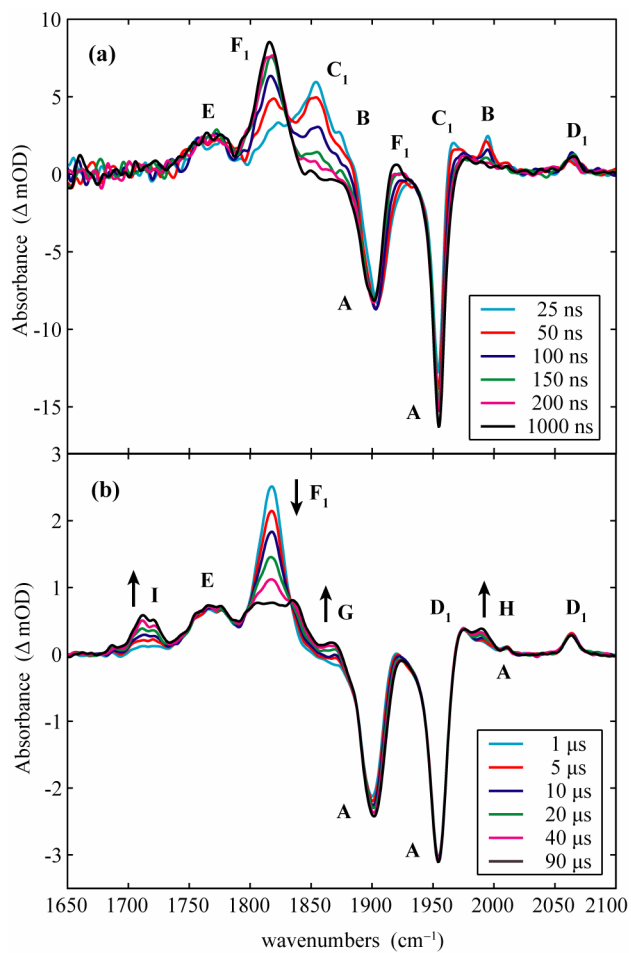 10
(a)
F1
C1
E
B
F1
C1
B
D1
5
0
-5
-10
-15
A
A
Absorbance (Δ mOD)
25 ns
50 ns
100 ns
150 ns
200 ns
1000 ns
3
(b)
F1
2
1
0
-1
-2
-3
I
E
G
D1
H
D1
A
A
A
Absorbance (Δ mOD)
1 μs
5 μs
10 μs
20 μs
40 μs
90 μs
1650 1700 1750 1800 1850 1900 1950 2000 2050 2100
wavenumbers (cm⁻¹)